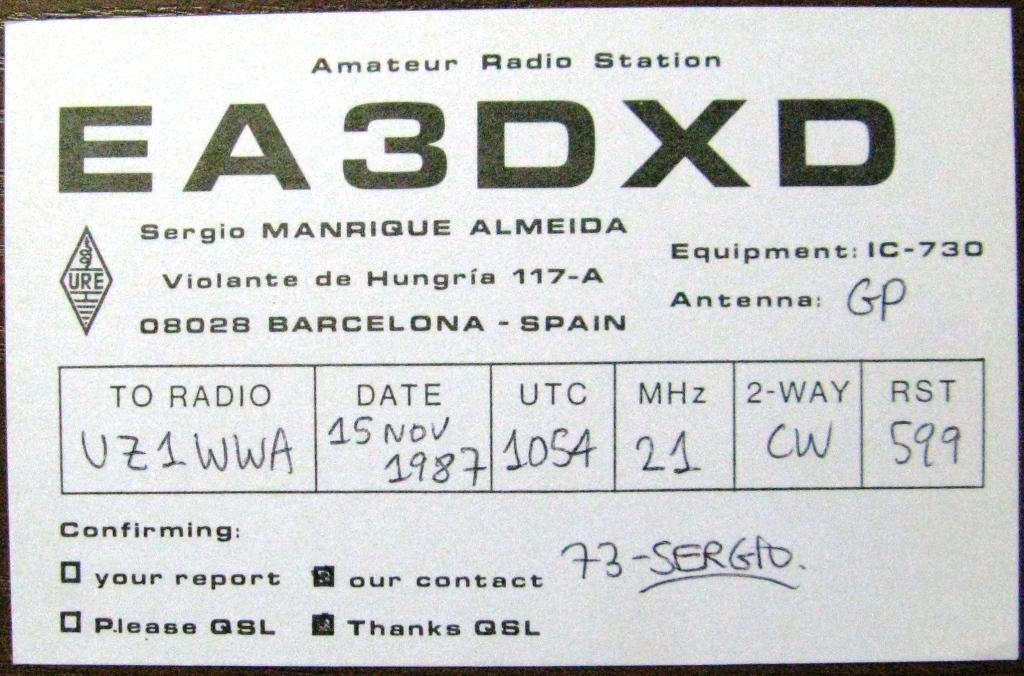 Amateur Radio Station
EA3DXD
Sergio MANRIQUE ALMEIDA
Violante de Hungría 117-A
08028 BARCELONA - SPAIN
Equipment: IC-730
Antenna: GP
URE
TO RADIO DATE UTC MHz 2-WAY RST
UZ1WWA 15 NOV 1987 1054 21 CW 599
Confirming:
your report our contact
Please QSL Thanks QSL
73-SERGIO.